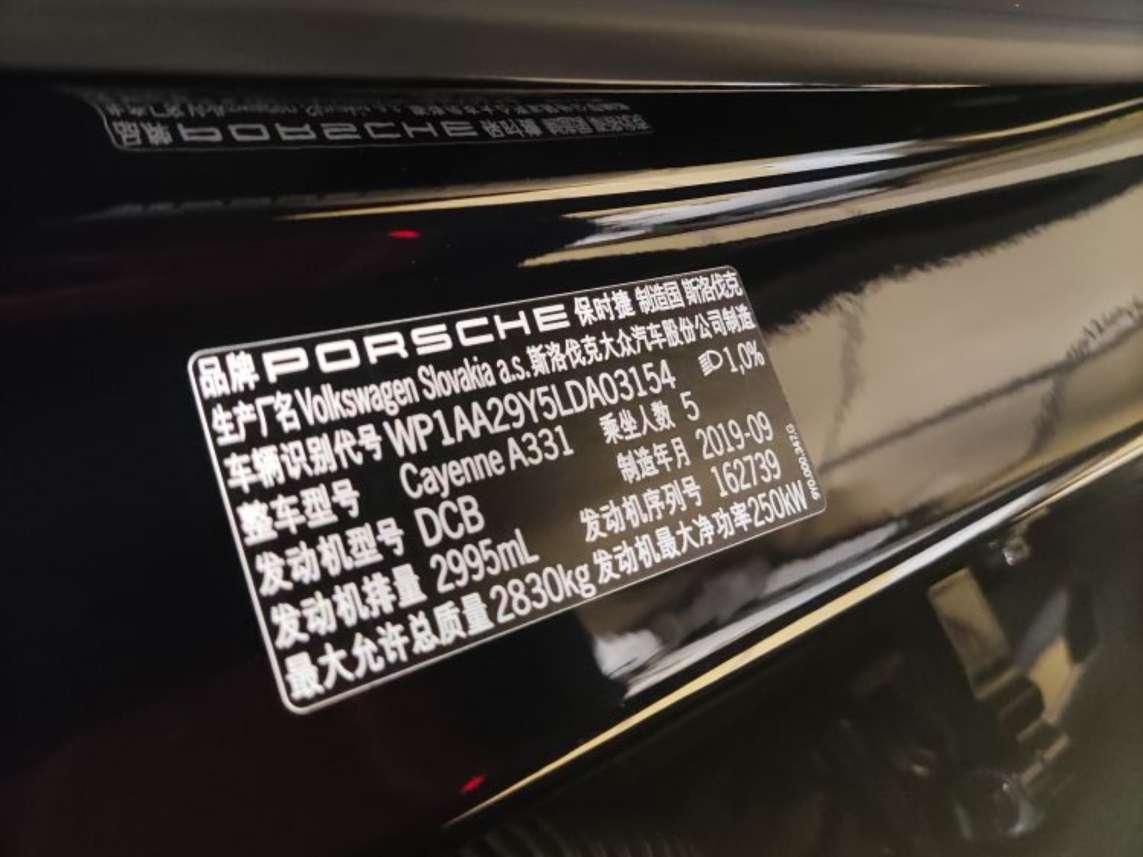 品牌 PORSCHE 保时捷 制造国 斯洛伐克
生产厂名 Volkswagen Slovakia a.s. 斯洛伐克大众汽车股份公司制造
车辆识别代号 WP1AA29Y5LDA03154 1,0%
整车型号 Cayenne A331 乘坐人数 5
发动机型号 DCB 制造年月 2019-09
发动机排量 2995mL 发动机序列号 162739
最大允许总质量 2830kg 发动机最大净功率 250kW
9Y0.000.342.G